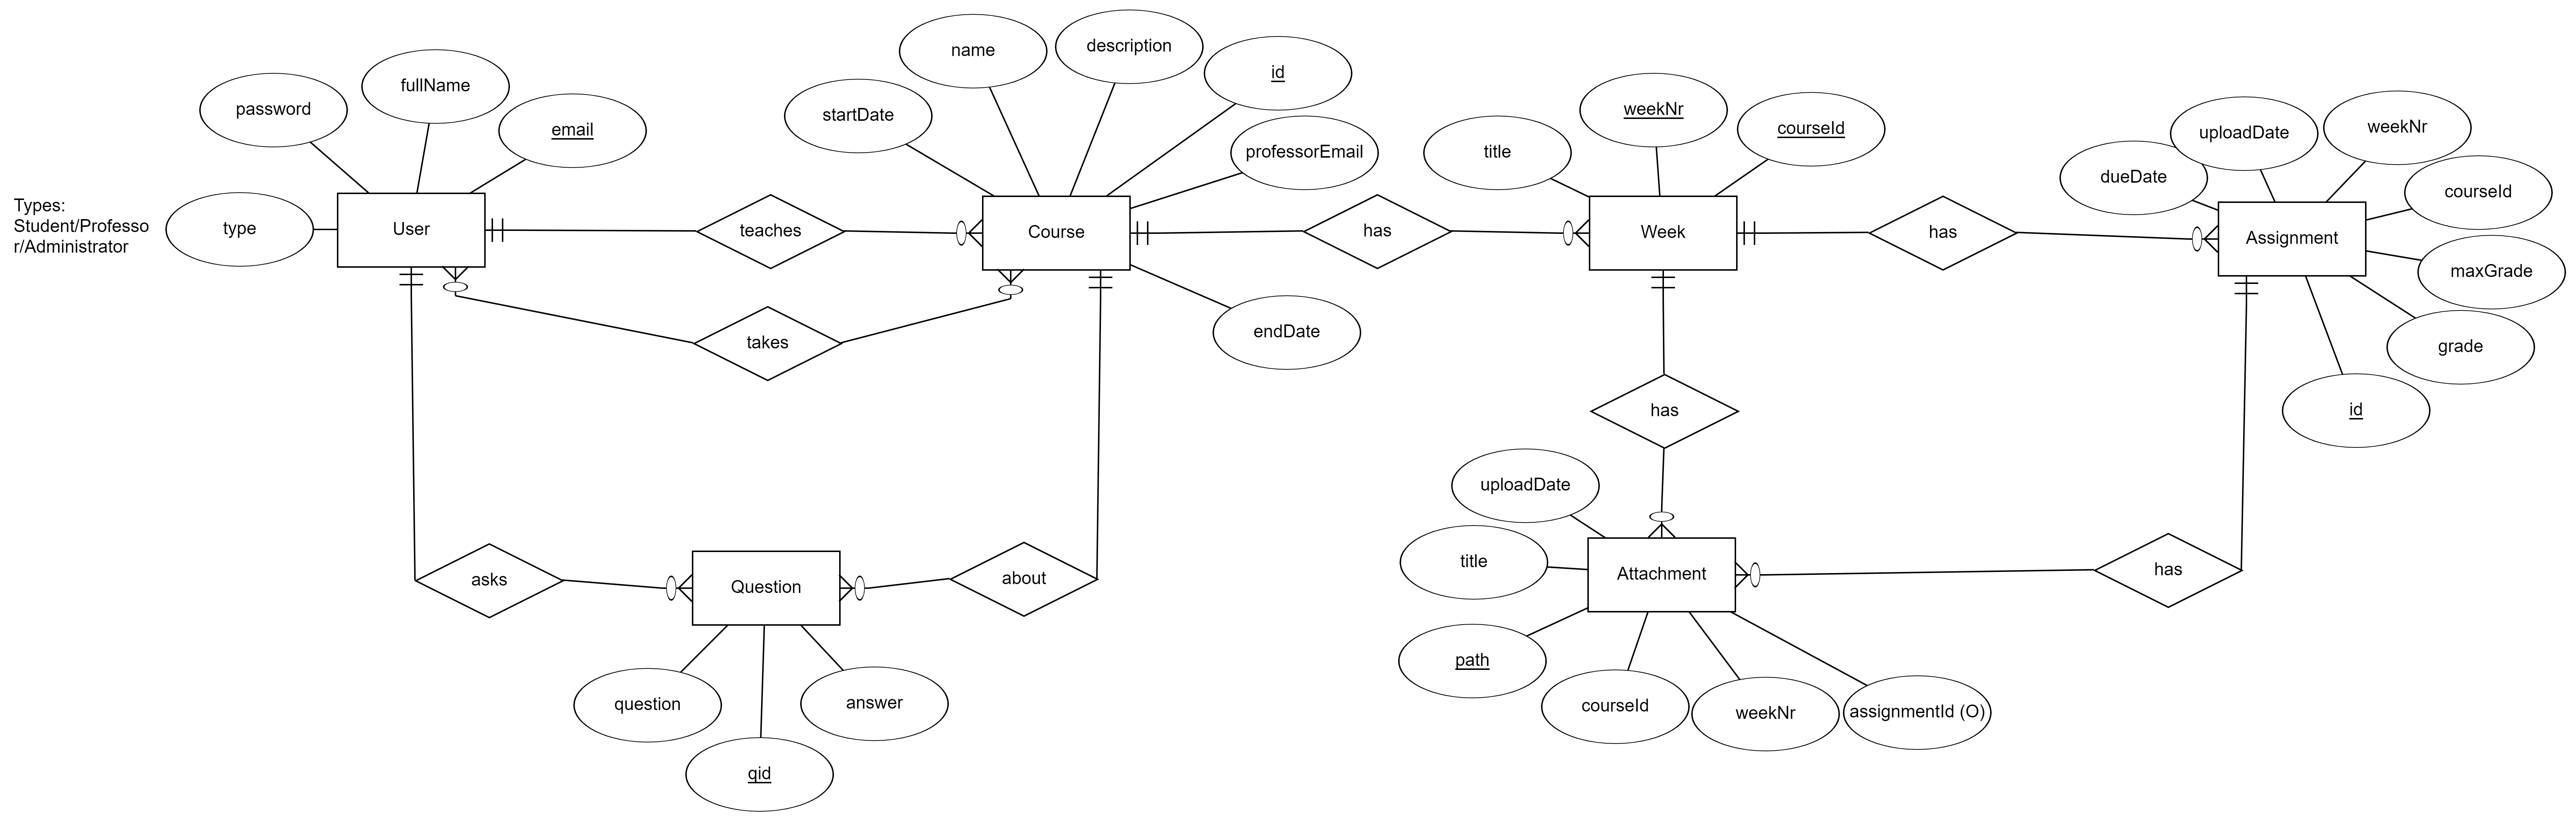 Types:
Student/Professo
r/Administrator
type
password
fullName
email
User
teaches
takes
startDate
name
description
id
professorEmail
Course
endDate
has
title
weekNr
courseId
Week
has
dueDate
uploadDate
weekNr
courseId
Assignment
maxGrade
grade
id
has
asks
Question
about
question
qid
answer
uploadDate
title
Attachment
path
courseId
weekNr
assignmentId (O)
has